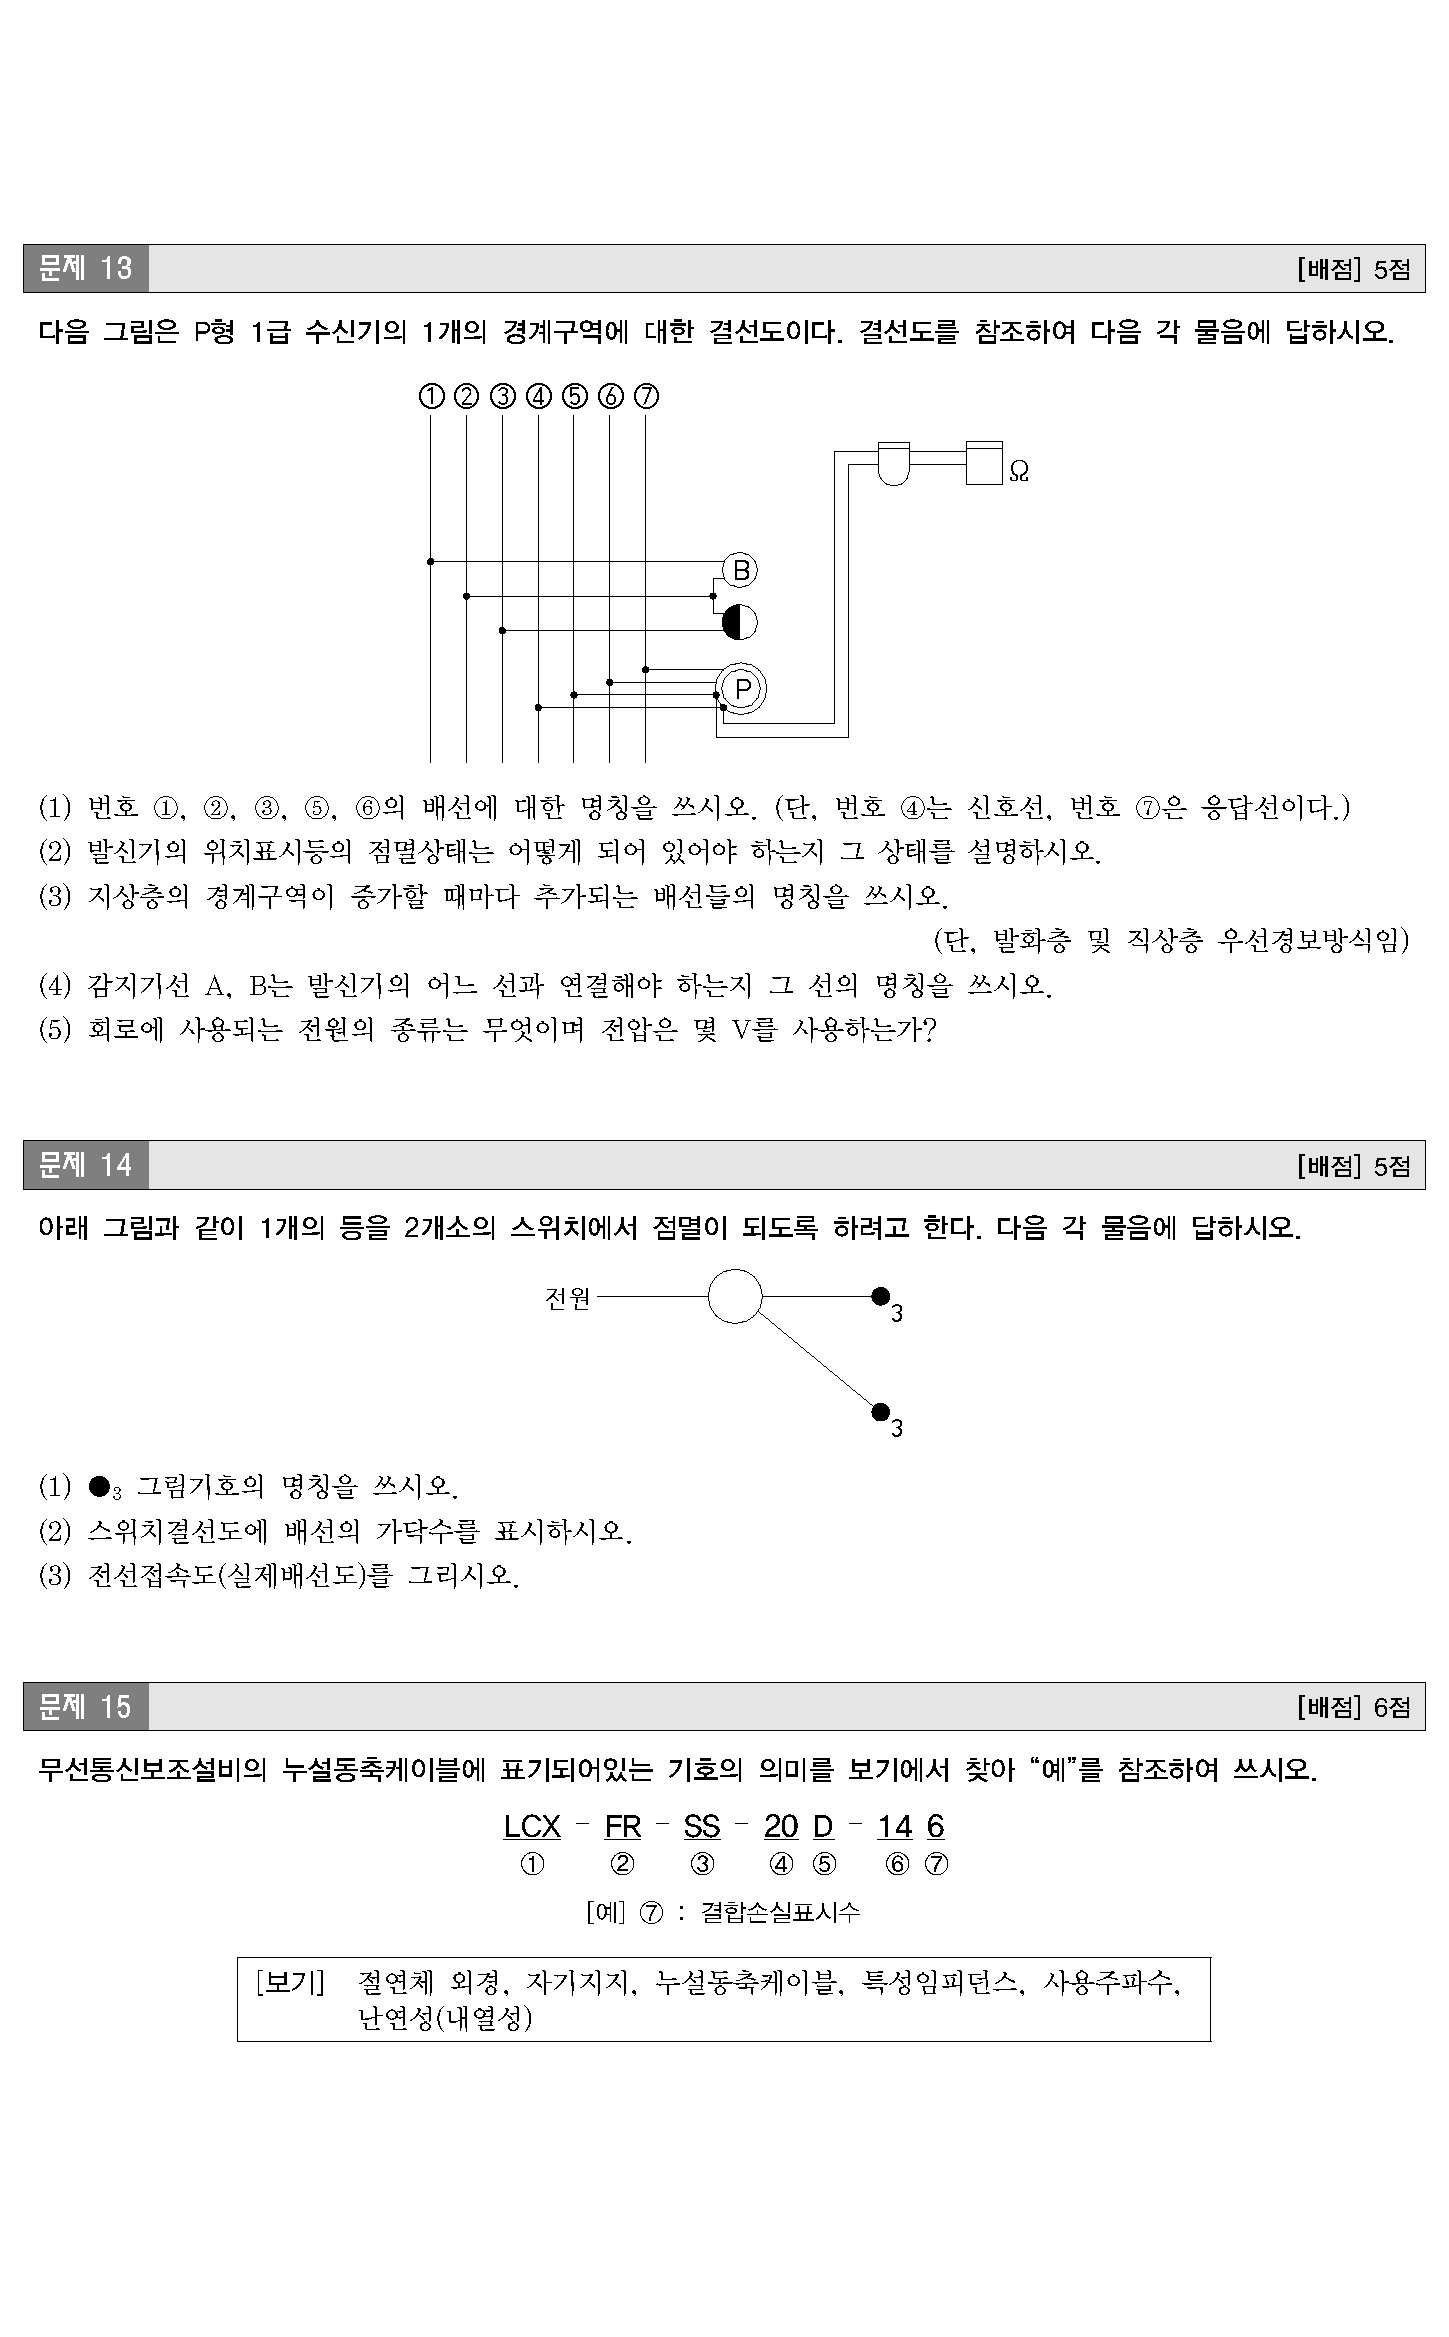 문제 13 [배점] 5점
다음 그림은 P형 1급 수신기의 1개의 경계구역에 대한 결선도이다. 결선도를 참조하여 다음 각 물음에 답하시오.
① ② ③ ④ ⑤ ⑥ ⑦
Ω
B
P
(1) 번호 ①, ②, ③, ⑤, ⑥의 배선에 대한 명칭을 쓰시오. (단, 번호 ④는 신호선, 번호 ⑦은 응답선이다.)
(2) 발신기의 위치표시등의 점멸상태는 어떻게 되어 있어야 하는지 그 상태를 설명하시오.
(3) 지상층의 경계구역이 증가할 때마다 추가되는 배선들의 명칭을 쓰시오.
(단, 발화층 및 직상층 우선경보방식임)
(4) 감지기선 A, B는 발신기의 어느 선과 연결해야 하는지 그 선의 명칭을 쓰시오.
(5) 회로에 사용되는 전원의 종류는 무엇이며 전압은 몇 V를 사용하는가?
문제 14 [배점] 5점
아래 그림과 같이 1개의 등을 2개소의 스위치에서 점멸이 되도록 하려고 한다. 다음 각 물음에 답하시오.
전원
3
3
(1) ●₃ 그림기호의 명칭을 쓰시오.
(2) 스위치결선도에 배선의 가닥수를 표시하시오.
(3) 전선접속도(실제배선도)를 그리시오.
문제 15 [배점] 6점
무선통신보조설비의 누설동축케이블에 표기되어있는 기호의 의미를 보기에서 찾아 “예”를 참조하여 쓰시오.
LCX - FR - SS - 20 D - 14 6
① ② ③ ④ ⑤ ⑥ ⑦
[예] ⑦ : 결합손실표시수
[보기] 절연체 외경, 자기지지, 누설동축케이블, 특성임피던스, 사용주파수,
난연성(내열성)